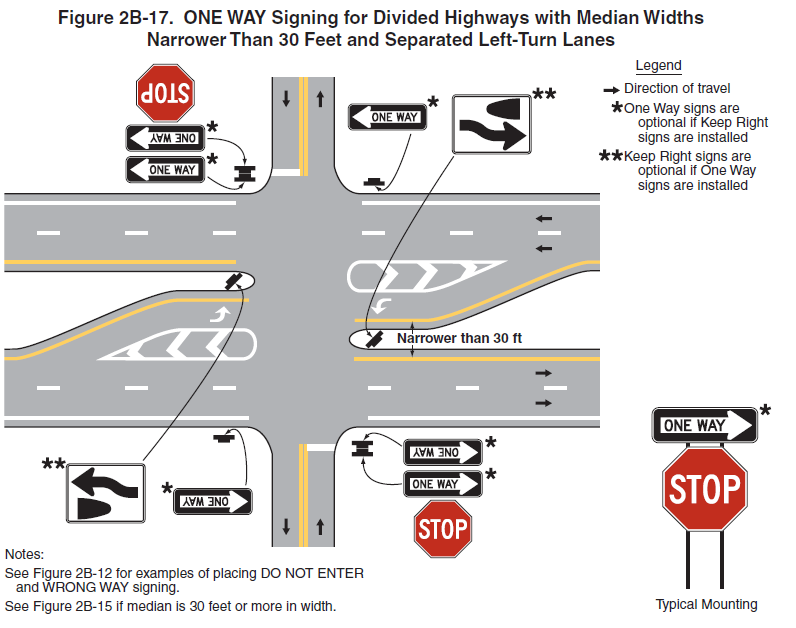 Figure 2B-17. ONE WAY Signing for Divided Highways with Median Widths
Narrower Than 30 Feet and Separated Left-Turn Lanes
Legend
Direction of travel
*One Way signs are
optional if Keep Right
signs are installed
**Keep Right signs are
optional if One Way
signs are installed
STOP
ONE WAY *
ONE WAY *
ONE WAY *
**
Narrower than 30 ft
**
ONE WAY *
ONE WAY *
ONE WAY *
STOP
ONE WAY *
STOP
Typical Mounting
Notes:
See Figure 2B-12 for examples of placing DO NOT ENTER
and WRONG WAY signing.
See Figure 2B-15 if median is 30 feet or more in width.